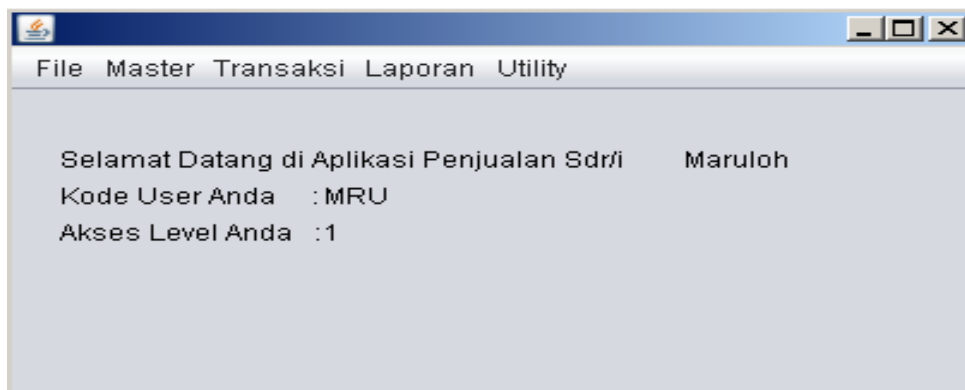 File Master Transaksi Laporan Utility
Selamat Datang di Aplikasi Penjualan Sdr/i Maruloh
Kode User Anda :MRU
Akses Level Anda :1